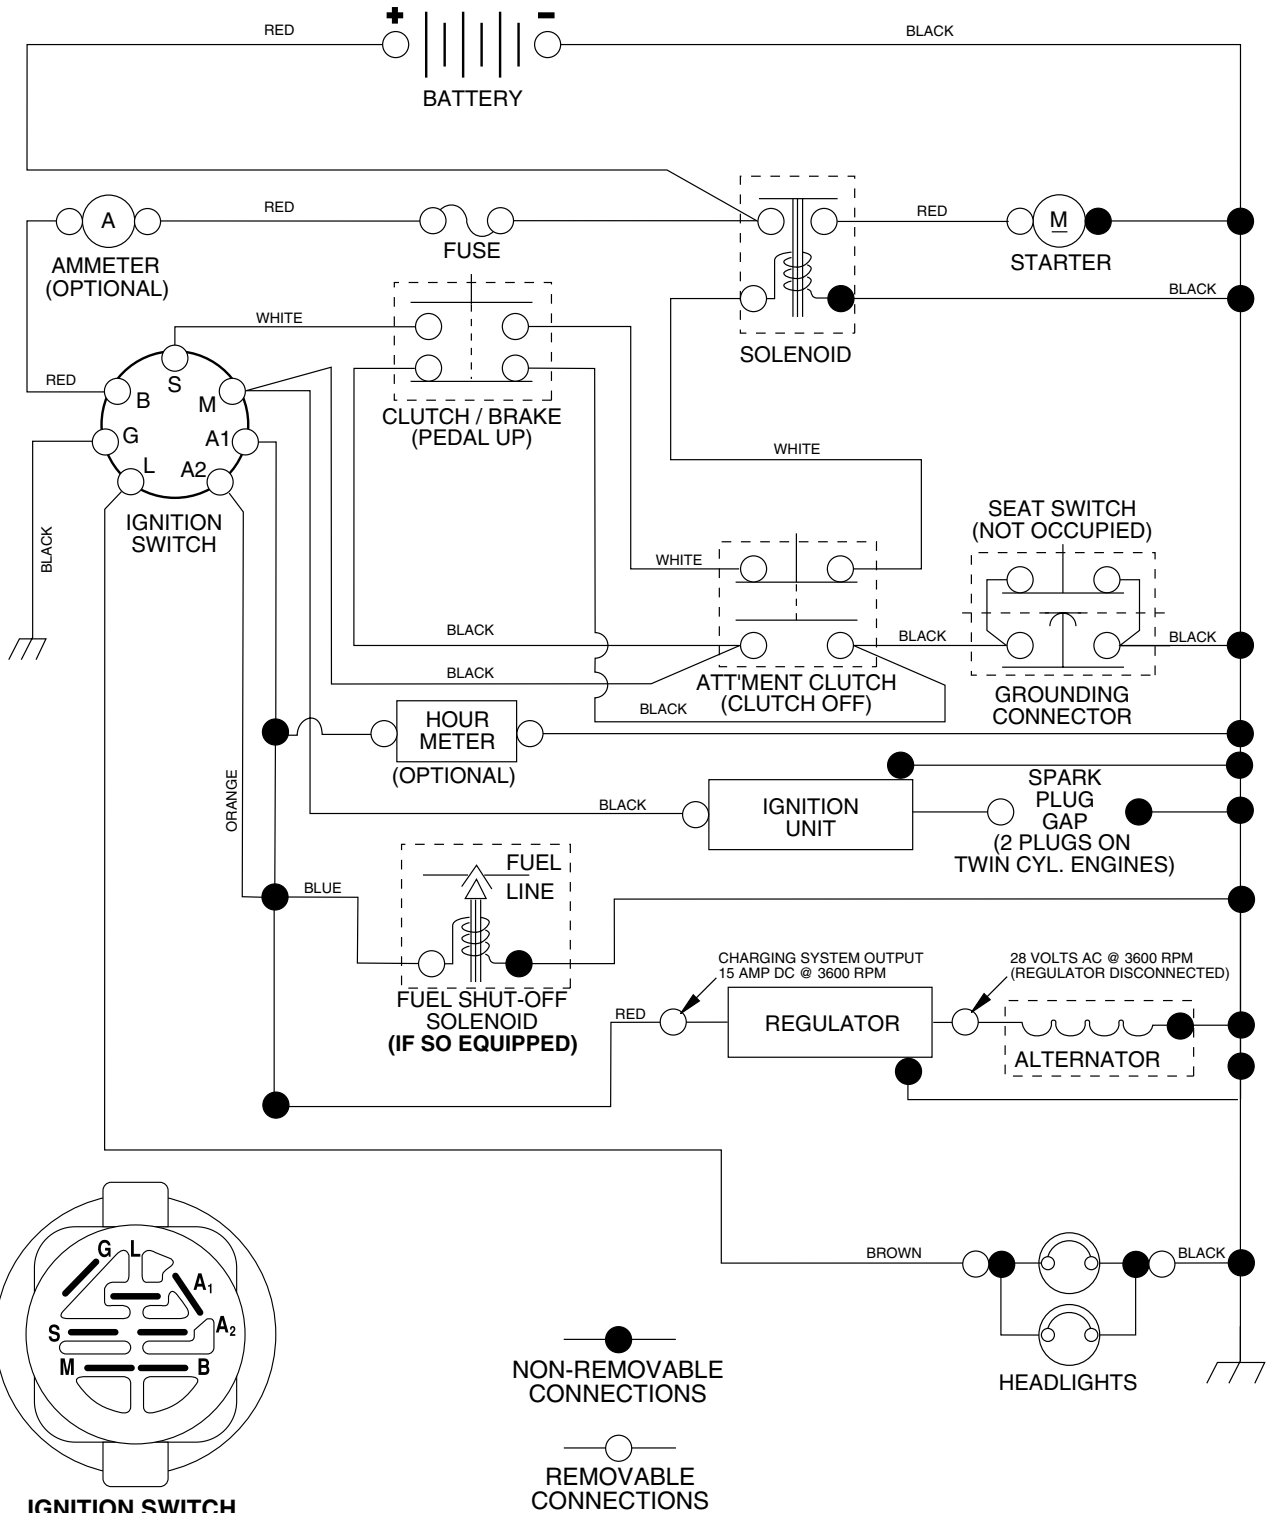 +
−
RED
BLACK
BATTERY
A
RED
RED
M
FUSE
AMMETER
(OPTIONAL)
STARTER
BLACK
WHITE
SOLENOID
RED
S
B
M
CLUTCH / BRAKE
(PEDAL UP)
G
A1
L
A2
WHITE
IGNITION
SWITCH
BLACK
SEAT SWITCH
(NOT OCCUPIED)
WHITE
BLACK
BLACK
BLACK
BLACK
ATT'MENT CLUTCH
(CLUTCH OFF)
GROUNDING
CONNECTOR
BLACK
HOUR
METER
(OPTIONAL)
ORANGE
BLACK
IGNITION
UNIT
SPARK
PLUG
GAP
(2 PLUGS ON
TWIN CYL. ENGINES)
FUEL
LINE
BLUE
CHARGING SYSTEM OUTPUT
15 AMP DC @ 3600 RPM
28 VOLTS AC @ 3600 RPM
(REGULATOR DISCONNECTED)
FUEL SHUT-OFF
SOLENOID
(IF SO EQUIPPED)
RED
REGULATOR
ALTERNATOR
G
L
A1
A2
S
M
B
BROWN
BLACK
HEADLIGHTS
NON-REMOVABLE
CONNECTIONS
REMOVABLE
CONNECTIONS
IGNITION SWITCH